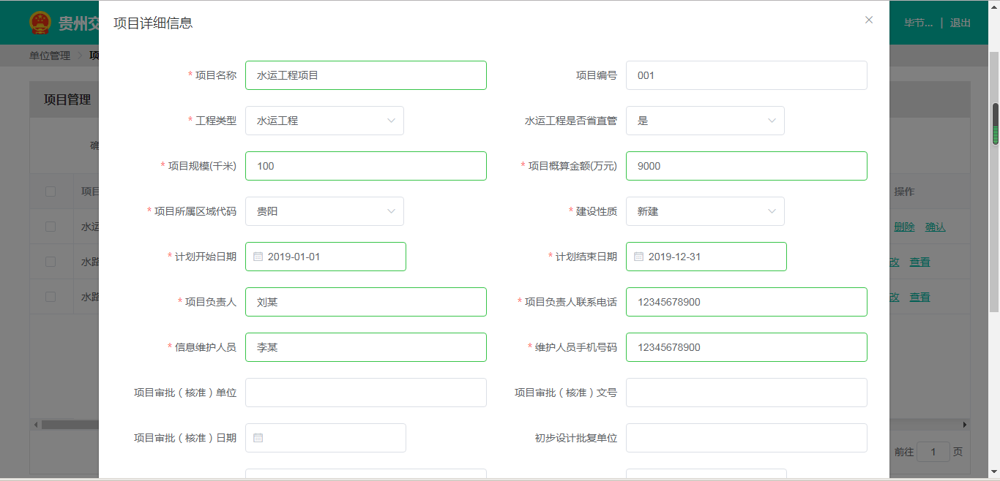 贵州交
项目详细信息
毕节... | 退出
单位管理 > 项
项目管理
* 项目名称 水运工程项目 项目编号 001
* 工程类型 水运工程 水运工程是否省直管 是
确
* 项目规模(千米) 100 * 项目概算金额(万元) 9000
项目 操作
* 项目所属区域代码 贵阳 * 建设性质 新建
水运 删除 确认
* 计划开始日期 2019-01-01 * 计划结束日期 2019-12-31
水路 改 查看
* 项目负责人 刘某 * 项目负责人联系电话 12345678900
水路 改 查看
* 信息维护人员 李某 * 维护人员手机号码 12345678900
项目审批（核准）单位 项目审批（核准）文号
项目审批（核准）日期 初步设计批复单位
前往 1 页